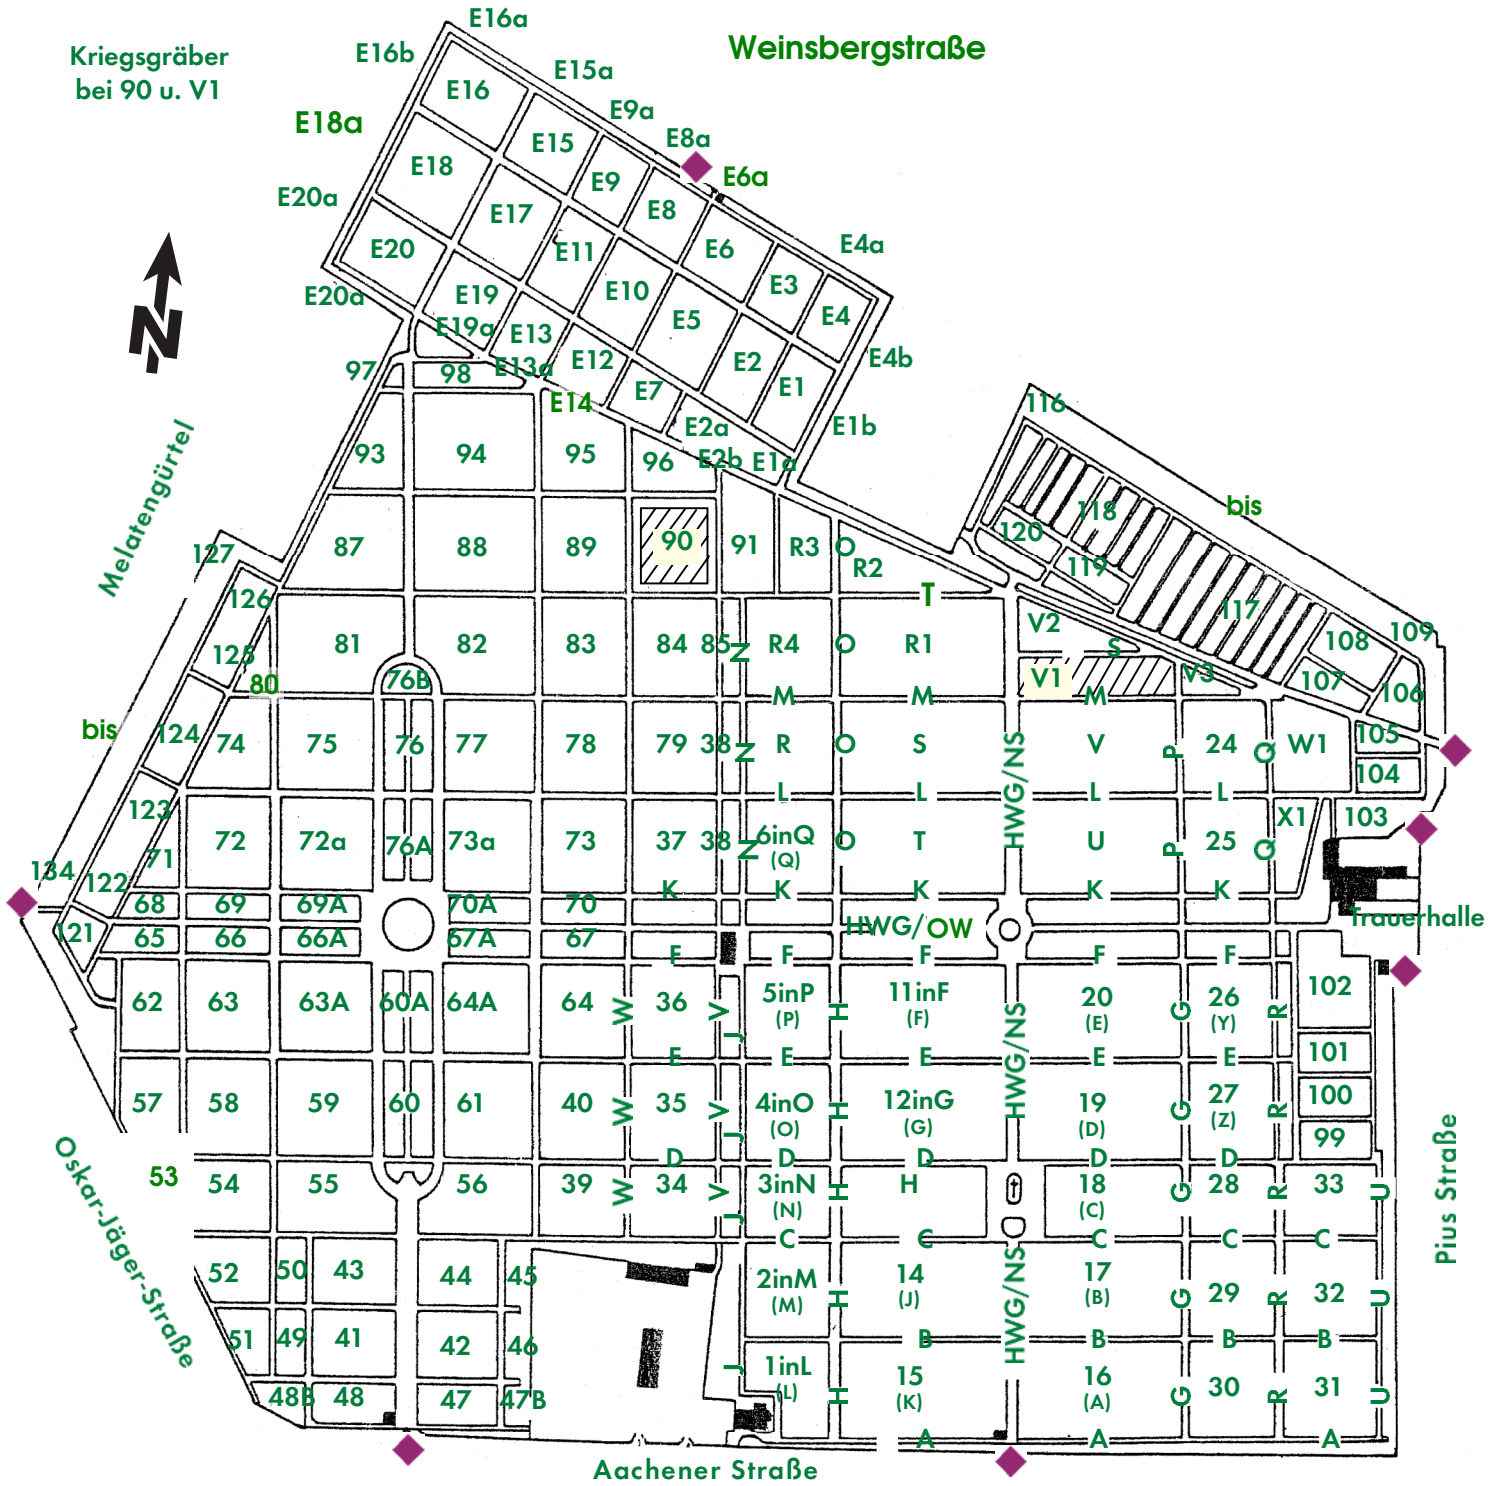 E16a
Weinsbergstraße
Kriegsgräber
bei 90 u. V1
E16b
E15a
E16
E9a
E18a
E15
E8a
E18
E9
E6a
E20a
E17
E8
E20
E11
E6
E4a
E20a
E19
E10
E3
E19a
E13
E5
E4
97
98
E13a
E12
E2
E4b
E14
E7
E1
116
E2a
E1b
93
94
95
96
E2b
E1a
Melatengürtel
118
bis
127
87
88
89
90
91
R3
O
R2
120
119
126
T
117
125
81
82
83
84
85
N
R4
O
R1
V2
S
108
109
80
76B
V1
V3
107
106
M
M
M
bis
124
74
75
76
77
78
79
38
N
R
O
S
HWG/NS
V
P
24
Q
W1
105
104
L
L
L
L
123
71
72
72a
76A
73a
73
37
38
N
6inQ
(Q)
O
T
U
P
25
Q
X1
103
134
122
K
K
K
K
K
68
69
69A
70A
70
121
65
66
66A
67A
67
HWG/OW
Trauerhalle
F
F
F
F
F
62
63
63A
60A
64A
64
W
36
V
J
5inP
(P)
H
11inF
(F)
HWG/NS
20
(E)
G
26
(Y)
R
102
E
E
E
E
E
101
57
58
59
60
61
40
W
35
V
J
4inO
(O)
H
12inG
(G)
19
(D)
G
27
(Z)
R
100
99
D
D
D
D
D
53
54
55
56
39
W
34
V
J
3inN
(N)
H
H
18
(C)
G
28
R
33
U
C
C
C
C
C
Oskar-Jäger-Straße
Pius Straße
52
50
43
44
45
2inM
(M)
H
14
(J)
HWG/NS
17
(B)
G
29
R
32
U
B
B
B
B
51
49
41
42
46
J
1inL
(L)
H
15
(K)
16
(A)
G
30
R
31
U
48B
48
47
47B
A
A
A
Aachener Straße